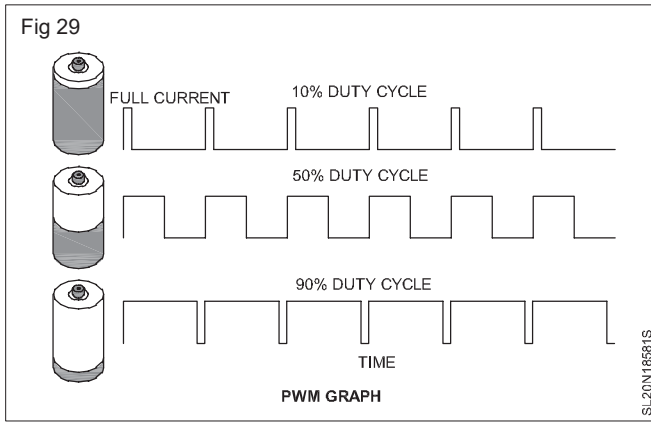 Fig 29
FULL CURRENT
10% DUTY CYCLE
50% DUTY CYCLE
90% DUTY CYCLE
TIME
PWM GRAPH
SL20N18581S